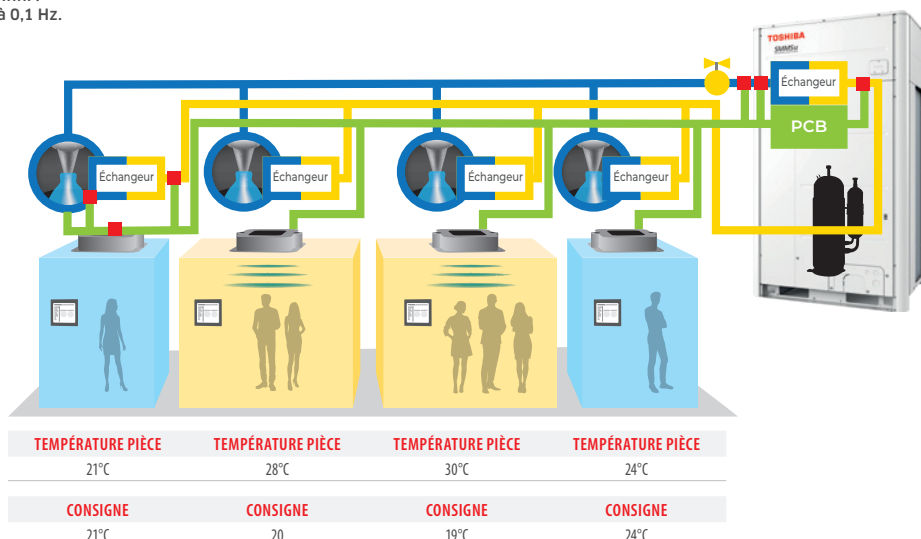 à 0,1 Hz.
TOSHIBA
SMMSu
Échangeur
PCB
Échangeur
Échangeur
Échangeur
Échangeur
TEMPÉRATURE PIÈCE TEMPÉRATURE PIÈCE TEMPÉRATURE PIÈCE TEMPÉRATURE PIÈCE
21°C 28°C 30°C 24°C
CONSIGNE CONSIGNE CONSIGNE CONSIGNE
21°C 20 19°C 24°C